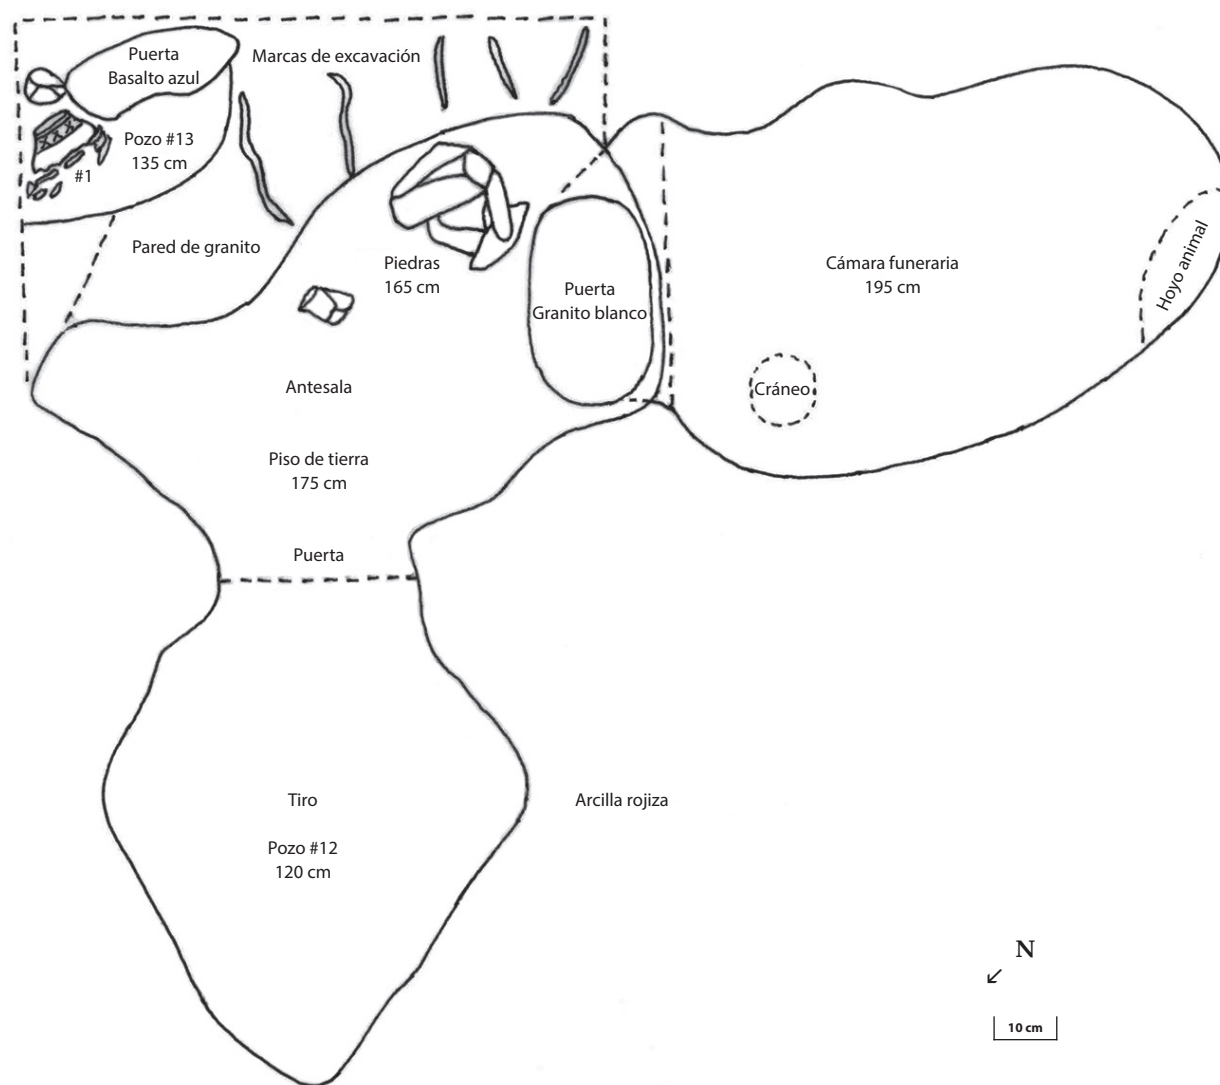 Puerta
Basalto azul
Marcas de excavación
Pozo #13
135 cm
#1
Pared de granito
Piedras
165 cm
Puerta
Granito blanco
Cámara funeraria
195 cm
Hoyo animal
Antesala
Cráneo
Piso de tierra
175 cm
Puerta
Tiro
Arcilla rojiza
Pozo #12
120 cm
N
10 cm